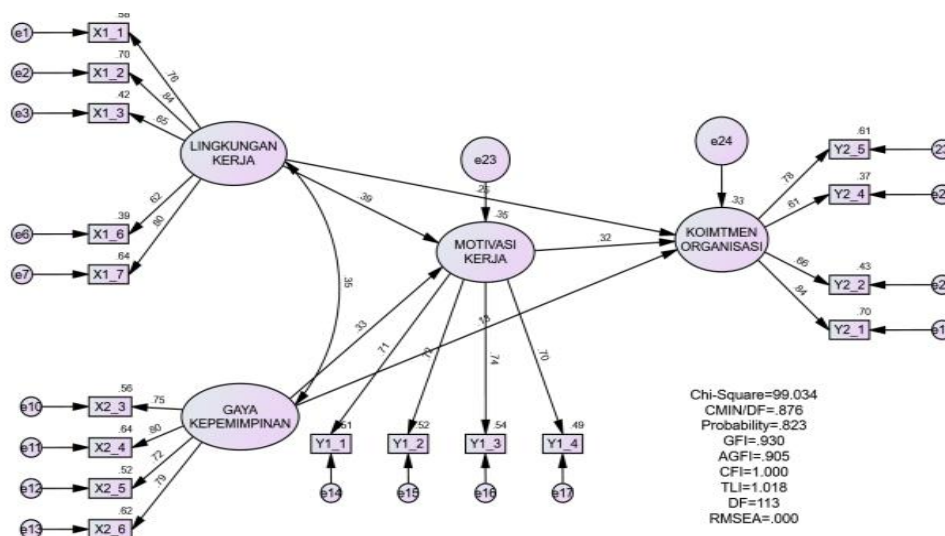 .58
e1 X1_1
.76
.70
e2 X1_2
.84
.42
e3 X1_3
.65
LINGKUNGAN
KERJA
.39
e6 X1_6
.62
.64
e7 X1_7
.80
e23
e24
.39
.35
.33
.32
MOTIVASI
KERJA
KOIMTMEN
ORGANISASI
.61
Y2_5
.78
.37
Y2_4
.61
.43
Y2_2
.66
.70
Y2_1
.84
.35
.33
.56
e10 X2_3
.75
.64
e11 X2_4
.80
.52
e12 X2_5
.72
.62
e13 X2_6
.79
GAYA
KEPEMIMPINAN
.71
.74
.70
Y1_1
.52
Y1_2
.54
Y1_3
.49
Y1_4
e14
e15
e16
e17
Chi-Square=99.034
CMIN/DF=.876
Probability=.823
GFI=.930
AGFI=.905
CFI=1.000
TLI=1.018
DF=113
RMSEA=.000